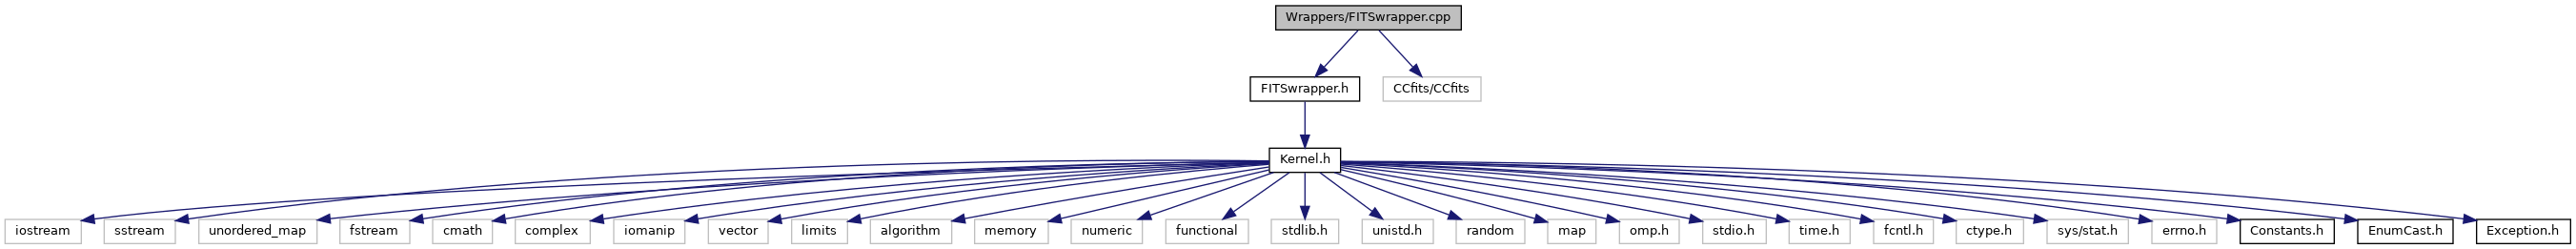 Wrappers/FITSwrapper.cpp
FITSwrapper.h
CCfits/CCfits
Kernel.h
iostream
sstream
unordered_map
fstream
cmath
complex
iomanip
vector
limits
algorithm
memory
numeric
functional
stdlib.h
unistd.h
random
map
omp.h
stdio.h
time.h
fcntl.h
ctype.h
sys/stat.h
errno.h
Constants.h
EnumCast.h
Exception.h